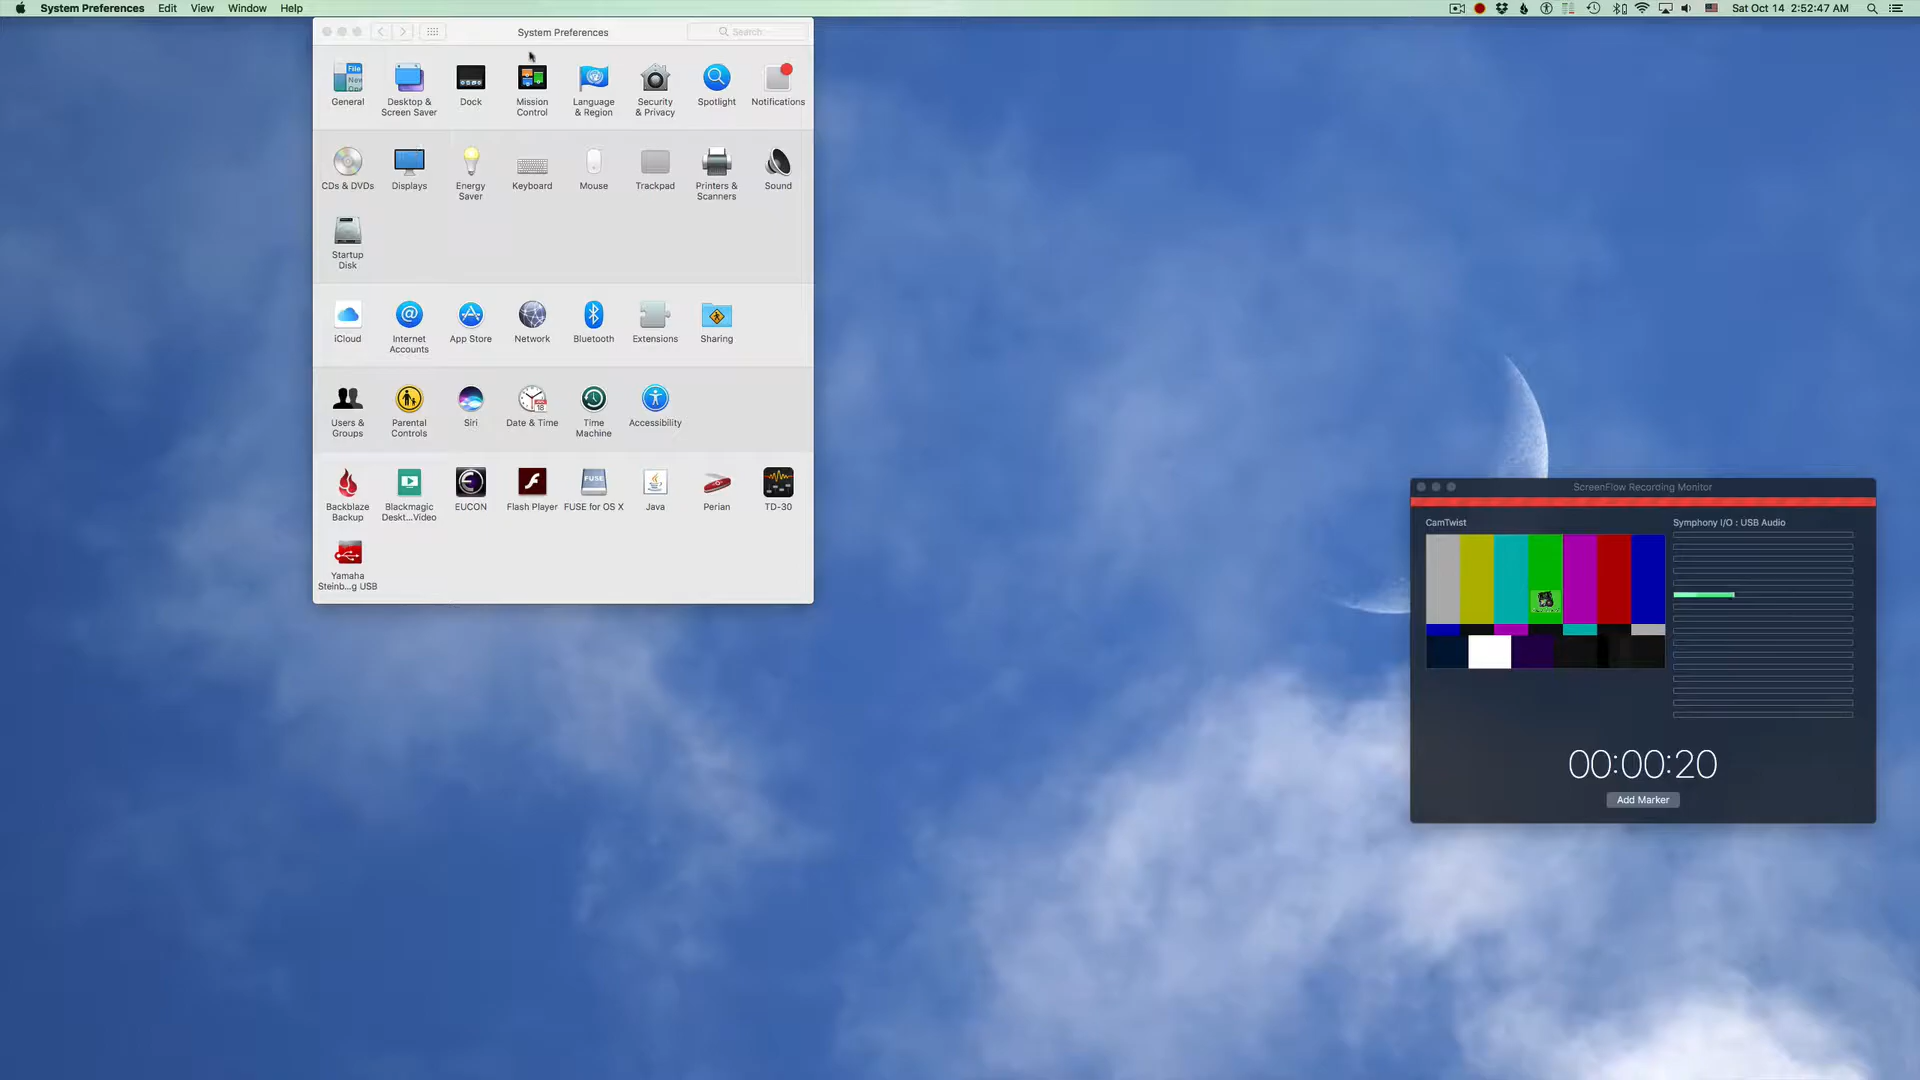 System Preferences Edit View Window Help
Sat Oct 14 2:52:47 AM
System Preferences
Search
General
Desktop &
Screen Saver
Dock
Mission
Control
Language
& Region
Security
& Privacy
Spotlight
Notifications
CDs & DVDs
Displays
Energy
Saver
Keyboard
Mouse
Trackpad
Printers &
Scanners
Sound
Startup
Disk
iCloud
Internet
Accounts
App Store
Network
Bluetooth
Extensions
Sharing
Users &
Groups
Parental
Controls
Siri
Date & Time
Time
Machine
Accessibility
Backblaze
Backup
Blackmagic
Deskt...Video
EUCON
Flash Player
FUSE for OS X
Java
Perian
TD-30
Yamaha
Steinb...g USB
ScreenFlow Recording Monitor
CamTwist
Symphony I/O : USB Audio
00:00:20
Add Marker